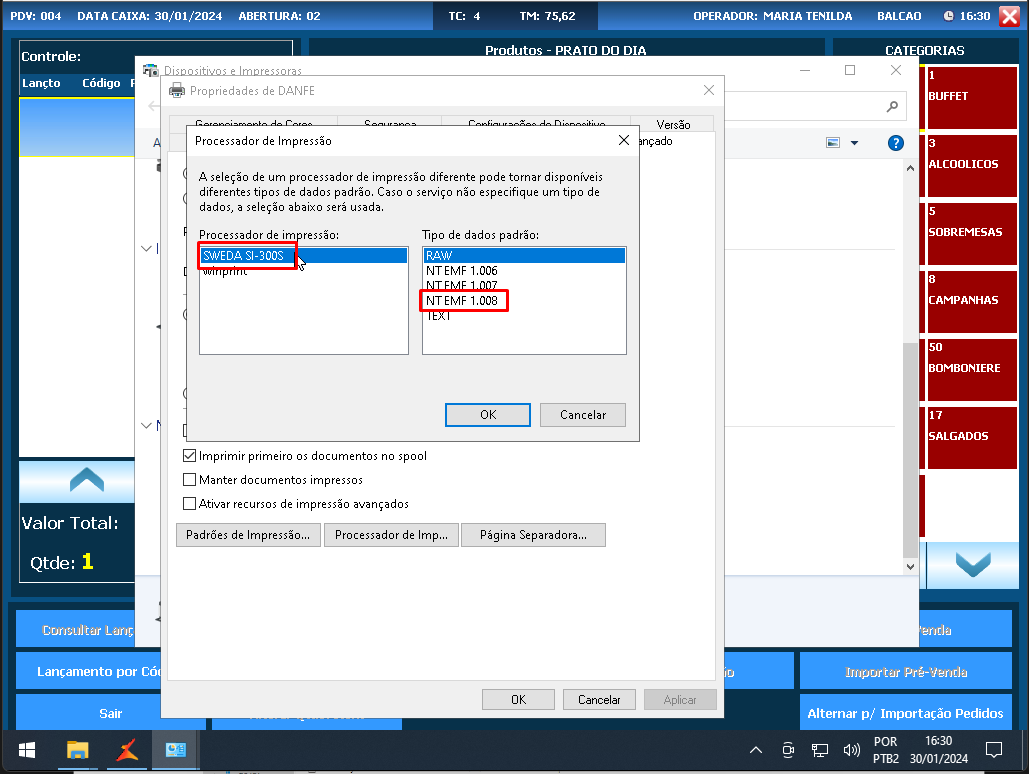 PDV: 004 DATA CAIXA: 30/01/2024 ABERTURA: 02 TC: 4 TM: 75,62 OPERADOR: MARIA TENILDA BALCAO 16:30
Controle:
Produtos - PRATO DO DIA
CATEGORIAS
Lançto Código
Dispositivos e Impressoras
Propriedades de DANFE
Gerenciamento de Cores Segurança Configurações do Dispositivo Versão
ançado
Processador de Impressão
A seleção de um processador de impressão diferente pode tornar disponíveis
diferentes tipos de dados padrão. Caso o serviço não especifique um tipo de
dados, a seleção abaixo será usada.
Processador de impressão:
SWEDA SI-300S
winprint
Tipo de dados padrão:
RAW
NT EMF 1.006
NT EMF 1.007
NT EMF 1.008
TEXT
OK Cancelar
Imprimir primeiro os documentos no spool
Manter documentos impressos
Ativar recursos de impressão avançados
Padrões de Impressão... Processador de Imp... Página Separadora...
OK Cancelar Aplicar
1
BUFFET
3
ALCOOLICOS
5
SOBREMESAS
8
CAMPANHAS
50
BOMBONIERE
17
SALGADOS
Valor Total:
Qtde: 1
Consultar Lanç
enda
Lançamento por Có
Importar Pré-Venda
Sair
Alternar p/ Importação Pedidos
POR
PTB2
16:30
30/01/2024